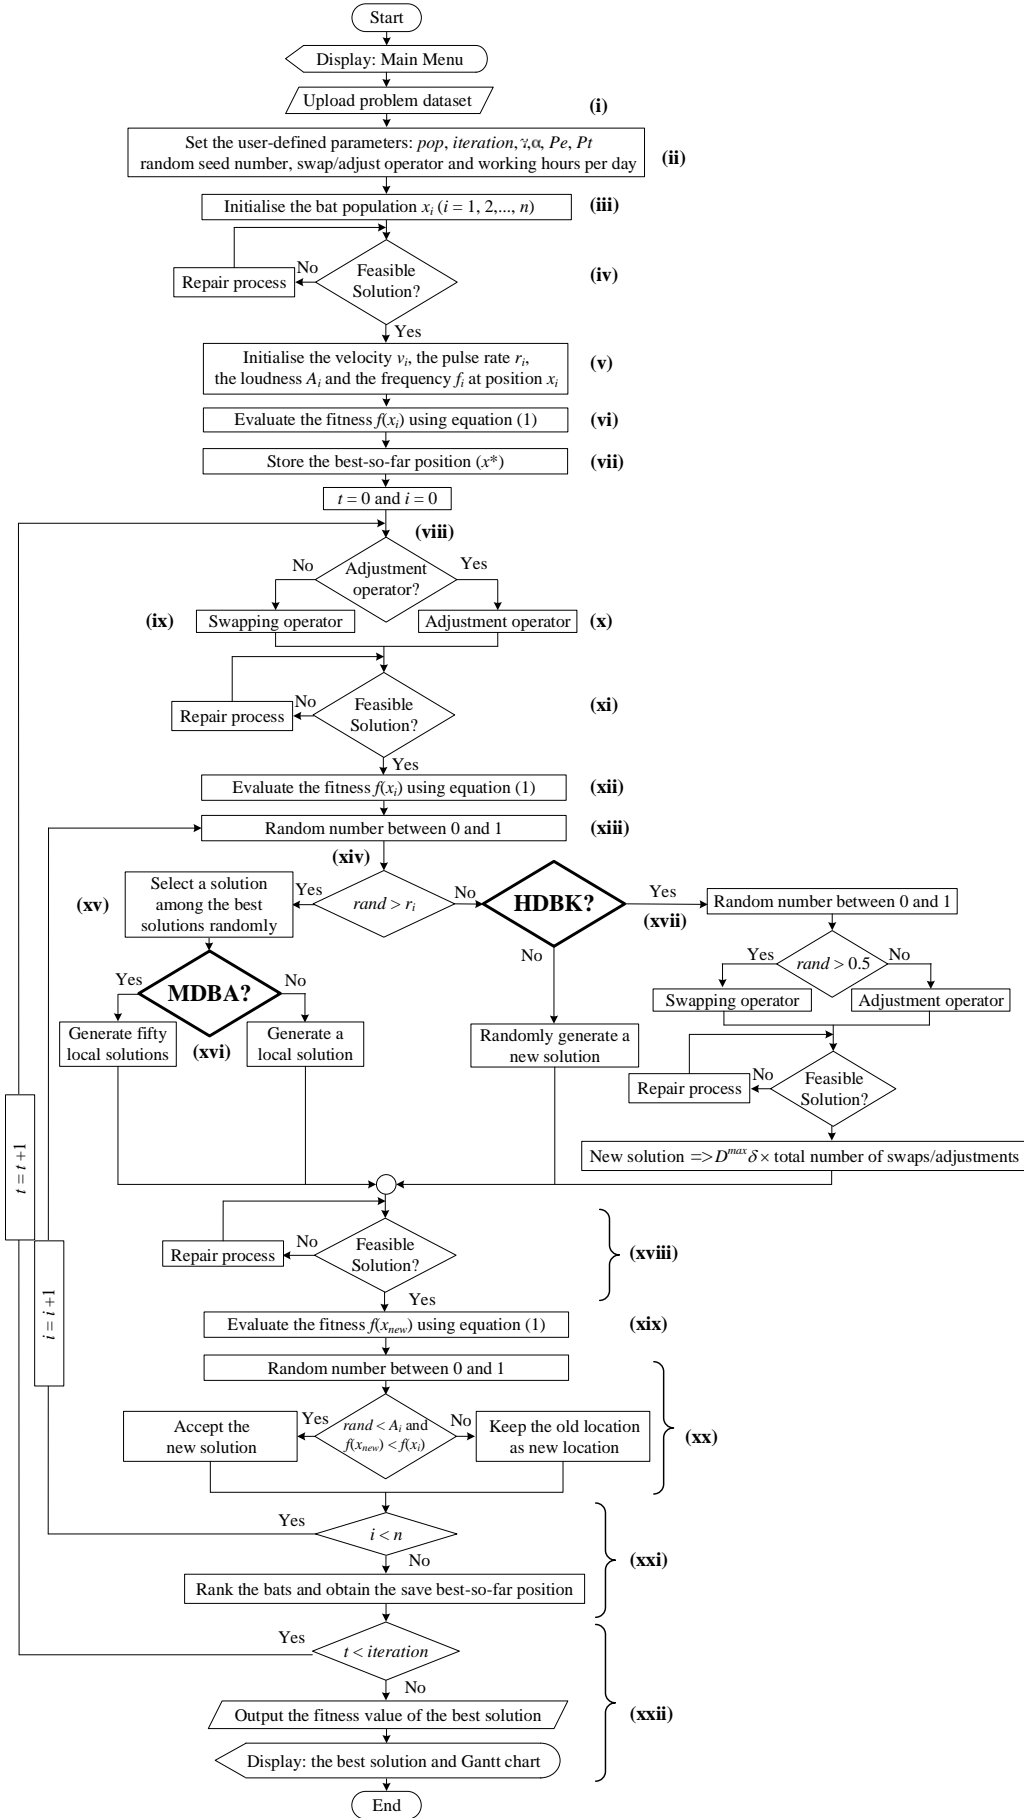 Start
Display: Main Menu
Upload problem dataset
(i)
Set the user-defined parameters: pop, iteration, γ, α, Pe, Pt
random seed number, swap/adjust operator and working hours per day
(ii)
Initialise the bat population xi (i = 1, 2,..., n)
(iii)
Feasible
Solution?
No
Repair process
(iv)
Yes
Initialise the velocity vi, the pulse rate ri,
the loudness Ai and the frequency fi at position xi
(v)
Evaluate the fitness f(xi) using equation (1)
(vi)
Store the best-so-far position (x*)
(vii)
t = 0 and i = 0
(viii)
Adjustment
operator?
No
Yes
(ix)
Swapping operator
Adjustment operator
(x)
Feasible
Solution?
No
Repair process
(xi)
Yes
Evaluate the fitness f(xi) using equation (1)
(xii)
Random number between 0 and 1
(xiii)
(xiv)
rand > ri
Yes
No
(xv)
Select a solution
among the best
solutions randomly
HDBK?
Yes
(xvii)
No
Random number between 0 and 1
rand > 0.5
Yes
No
Swapping operator
Adjustment operator
MDBA?
Yes
No
Generate fifty
local solutions
(xvi)
Generate a
local solution
Randomly generate a
new solution
Feasible
Solution?
No
Repair process
New solution => D^max δ × total number of swaps/adjustments
t = t +1
i = i +1
Feasible
Solution?
No
Repair process
(xviii)
Yes
Evaluate the fitness f(xnew) using equation (1)
(xix)
Random number between 0 and 1
rand < Ai and
f(xnew) < f(xi)
Yes
No
Accept the
new solution
Keep the old location
as new location
(xx)
i < n
Yes
No
Rank the bats and obtain the save best-so-far position
(xxi)
t < iteration
Yes
No
Output the fitness value of the best solution
(xxii)
Display: the best solution and Gantt chart
End